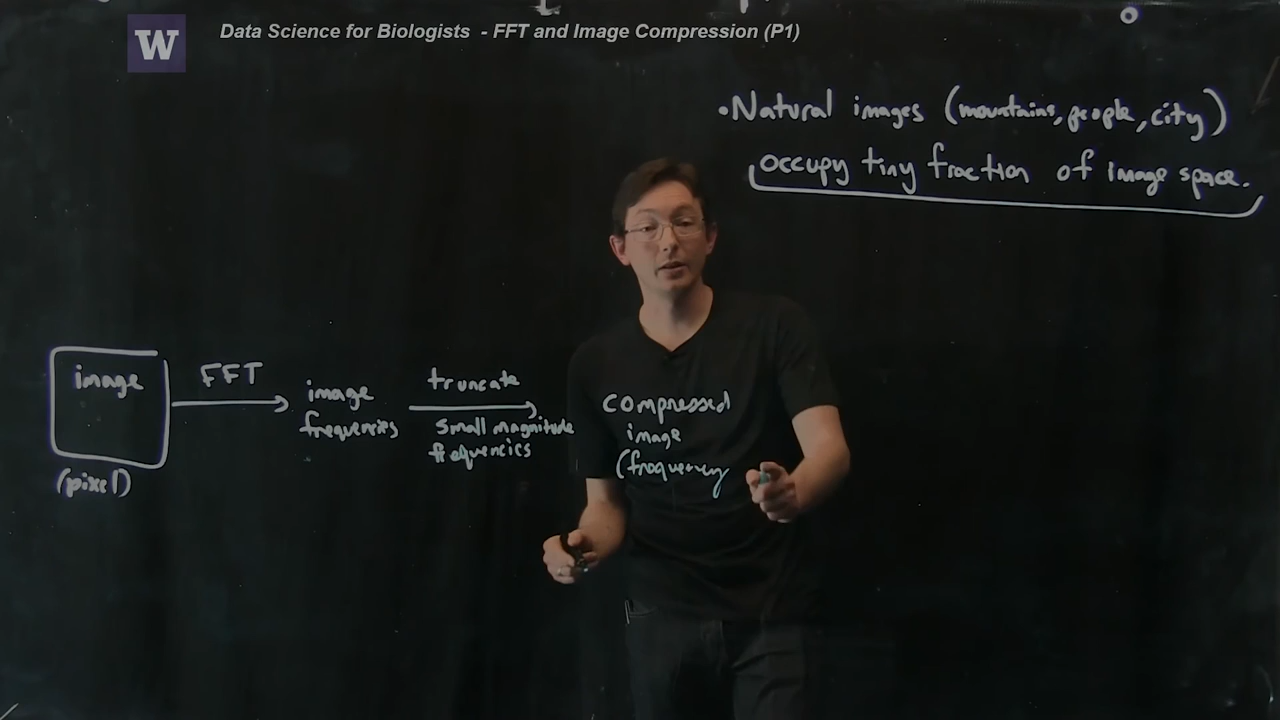 W
Data Science for Biologists - FFT and Image Compression (P1)
•Natural images (mountains, people, city)
occupy tiny fraction of image space.
image
(pixel)
FFT
image
frequencies
truncate
small magnitude
frequencies
compressed
image
(frequency